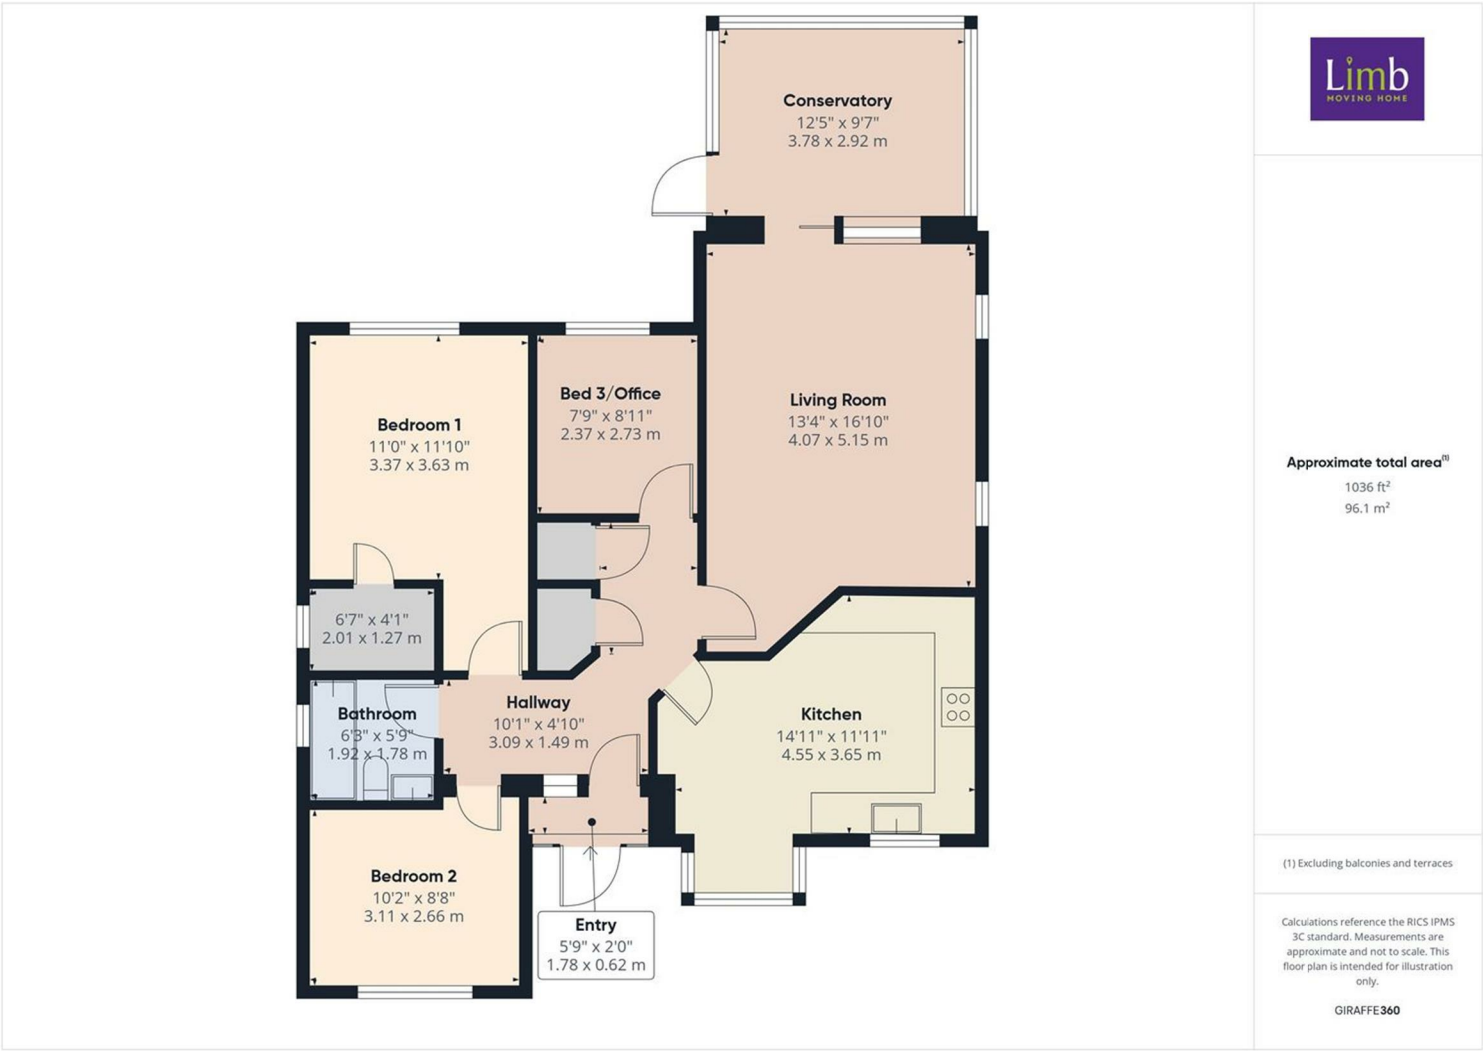 Conservatory
12'5" x 9'7"
3.78 x 2.92 m
Bedroom 1
11'0" x 11'10"
3.37 x 3.63 m
Bed 3/Office
7'9" x 8'11"
2.37 x 2.73 m
Living Room
13'4" x 16'10"
4.07 x 5.15 m
6'7" x 4'1"
2.01 x 1.27 m
Bathroom
6'3" x 5'9"
1.92 x 1.78 m
Hallway
10'1" x 4'10"
3.09 x 1.49 m
Kitchen
14'11" x 11'11"
4.55 x 3.65 m
Bedroom 2
10'2" x 8'8"
3.11 x 2.66 m
Entry
5'9" x 2'0"
1.78 x 0.62 m
Limb
MOVING HOME
Approximate total area(1)
1036 ft²
96.1 m²
(1) Excluding balconies and terraces
Calculations reference the RICS IPMS
3C standard. Measurements are
approximate and not to scale. This
floor plan is intended for illustration
only.
GIRAFFE360